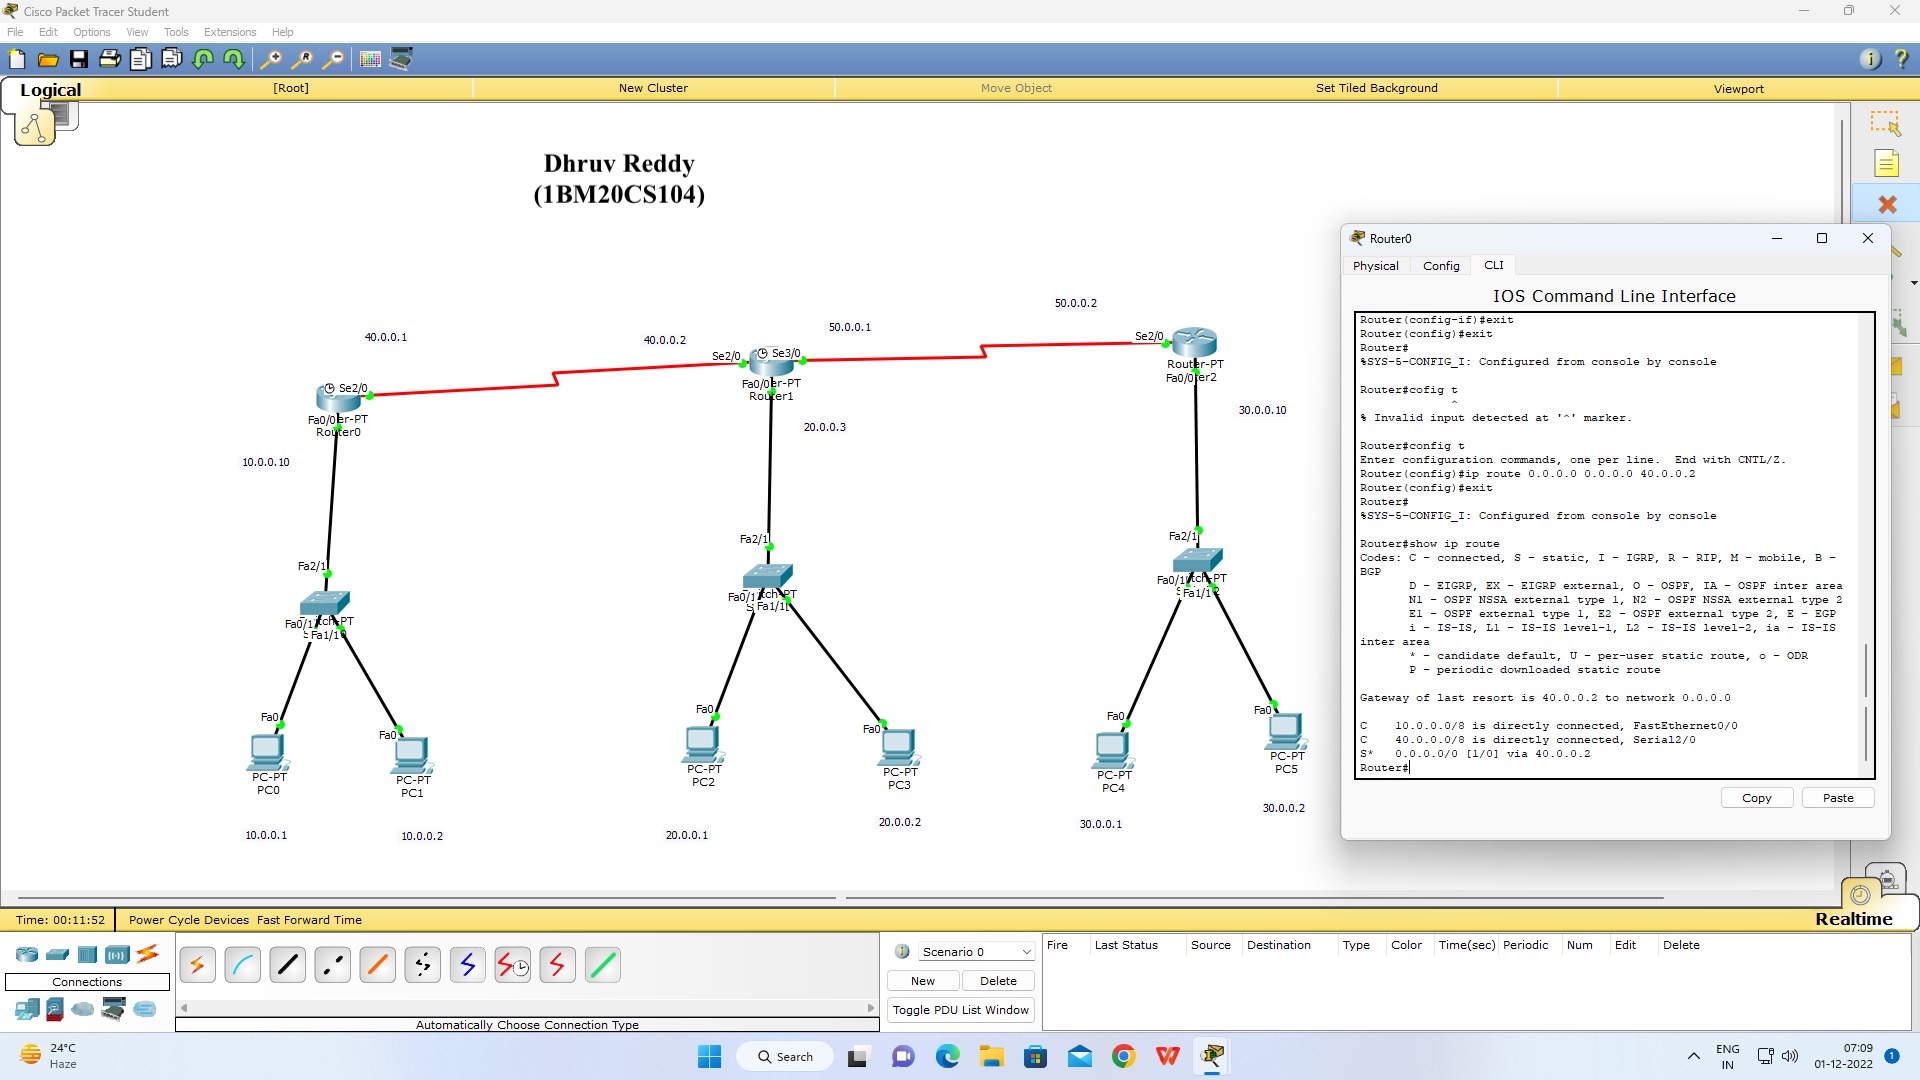 Cisco Packet Tracer Student
File Edit Options View Tools Extensions Help
Logical [Root] New Cluster Move Object Set Tiled Background Viewport
Dhruv Reddy
(1BM20CS104)
50.0.0.2
40.0.0.1
40.0.0.2
50.0.0.1
Se2/0
Se2/0
Se3/0
Se2/0
Router-PT
Fa0/0
Fa0/0
Router1
Fa0/0
Router0
20.0.0.3
30.0.0.10
10.0.0.10
Fa2/1
Fa2/1
Fa2/1
Fa1/1
Fa1/1
Fa1/1
Fa0
PC-PT
PC0
Fa0
PC-PT
PC1
Fa0
PC-PT
PC2
Fa0
PC-PT
PC3
Fa0
PC-PT
PC4
Fa0
PC-PT
PC5
10.0.0.1
10.0.0.2
20.0.0.1
20.0.0.2
30.0.0.1
30.0.0.2
Router0
Physical Config CLI
IOS Command Line Interface
Router(config-if)#exit
Router(config)#exit
Router#
%SYS-5-CONFIG_I: Configured from console by console
Router#cofig t
^
% Invalid input detected at '^' marker.
Router#config t
Enter configuration commands, one per line. End with CNTL/Z.
Router(config)#ip route 0.0.0.0 0.0.0.0 40.0.0.2
Router(config)#exit
Router#
%SYS-5-CONFIG_I: Configured from console by console
Router#show ip route
Codes: C - connected, S - static, I - IGRP, R - RIP, M - mobile, B -
BGP
D - EIGRP, EX - EIGRP external, O - OSPF, IA - OSPF inter area
N1 - OSPF NSSA external type 1, N2 - OSPF NSSA external type 2
E1 - OSPF external type 1, E2 - OSPF external type 2, E - EGP
i - IS-IS, L1 - IS-IS level-1, L2 - IS-IS level-2, ia - IS-IS
inter area
* - candidate default, U - per-user static route, o - ODR
P - periodic downloaded static route
Gateway of last resort is 40.0.0.2 to network 0.0.0.0
C 10.0.0.0/8 is directly connected, FastEthernet0/0
C 40.0.0.0/8 is directly connected, Serial2/0
S* 0.0.0.0/0 [1/0] via 40.0.0.2
Router#
Copy Paste
Time: 00:11:52 Power Cycle Devices Fast Forward Time
Realtime
Connections
Automatically Choose Connection Type
Scenario 0
New Delete
Toggle PDU List Window
Fire Last Status Source Destination Type Color Time(sec) Periodic Num Edit Delete
24°C
Haze
Search
ENG
IN
07:09
01-12-2022
1